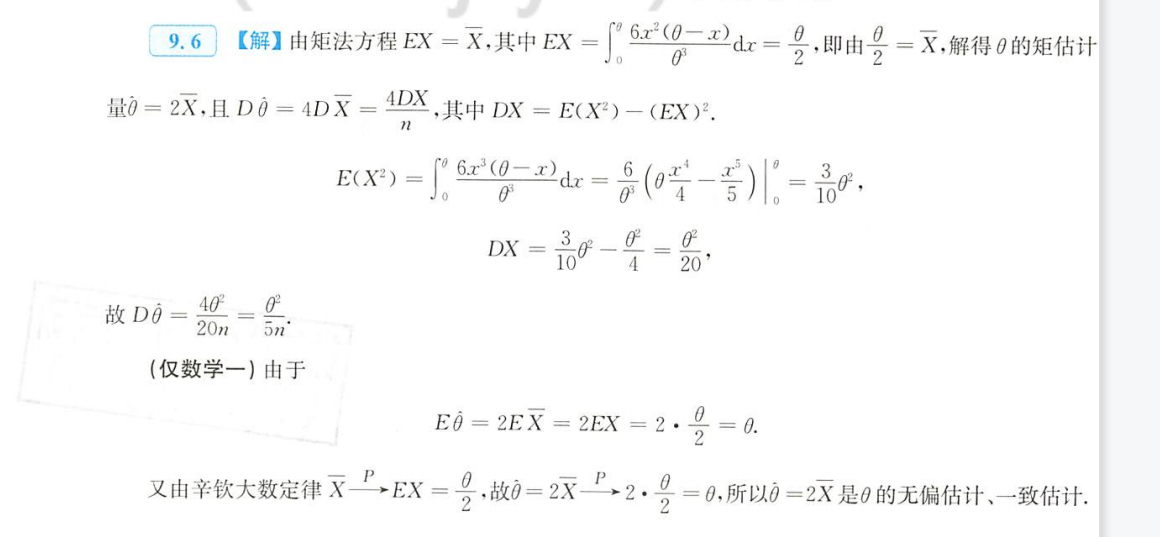 9.6 【解】由矩法方程 $EX = \overline{X}$,其中 $EX = \int_0^\theta \frac{6x^2(\theta - x)}{\theta^3}dx = \frac{\theta}{2}$,即由 $\frac{\theta}{2} = \overline{X}$,解得 $\theta$ 的矩估计
量 $\hat{\theta} = 2\overline{X}$,且 $D\hat{\theta} = 4D\overline{X} = \frac{4DX}{n}$,其中 $DX = E(X^2) - (EX)^2$.
$E(X^2) = \int_0^\theta \frac{6x^3(\theta - x)}{\theta^3}dx = \frac{6}{\theta^3}\left(\theta\frac{x^4}{4} - \frac{x^5}{5}\right)\Big|_0^\theta = \frac{3}{10}\theta^2$,
$DX = \frac{3}{10}\theta^2 - \frac{\theta^2}{4} = \frac{\theta^2}{20}$,
故 $D\hat{\theta} = \frac{4\theta^2}{20n} = \frac{\theta^2}{5n}$.
(仅数学一) 由于
$E\hat{\theta} = 2E\overline{X} = 2EX = 2 \cdot \frac{\theta}{2} = \theta$.
又由辛钦大数定律 $\overline{X} \xrightarrow{P} EX = \frac{\theta}{2}$,故 $\hat{\theta} = 2\overline{X} \xrightarrow{P} 2 \cdot \frac{\theta}{2} = \theta$,所以 $\hat{\theta} = 2\overline{X}$ 是 $\theta$ 的无偏估计、一致估计.